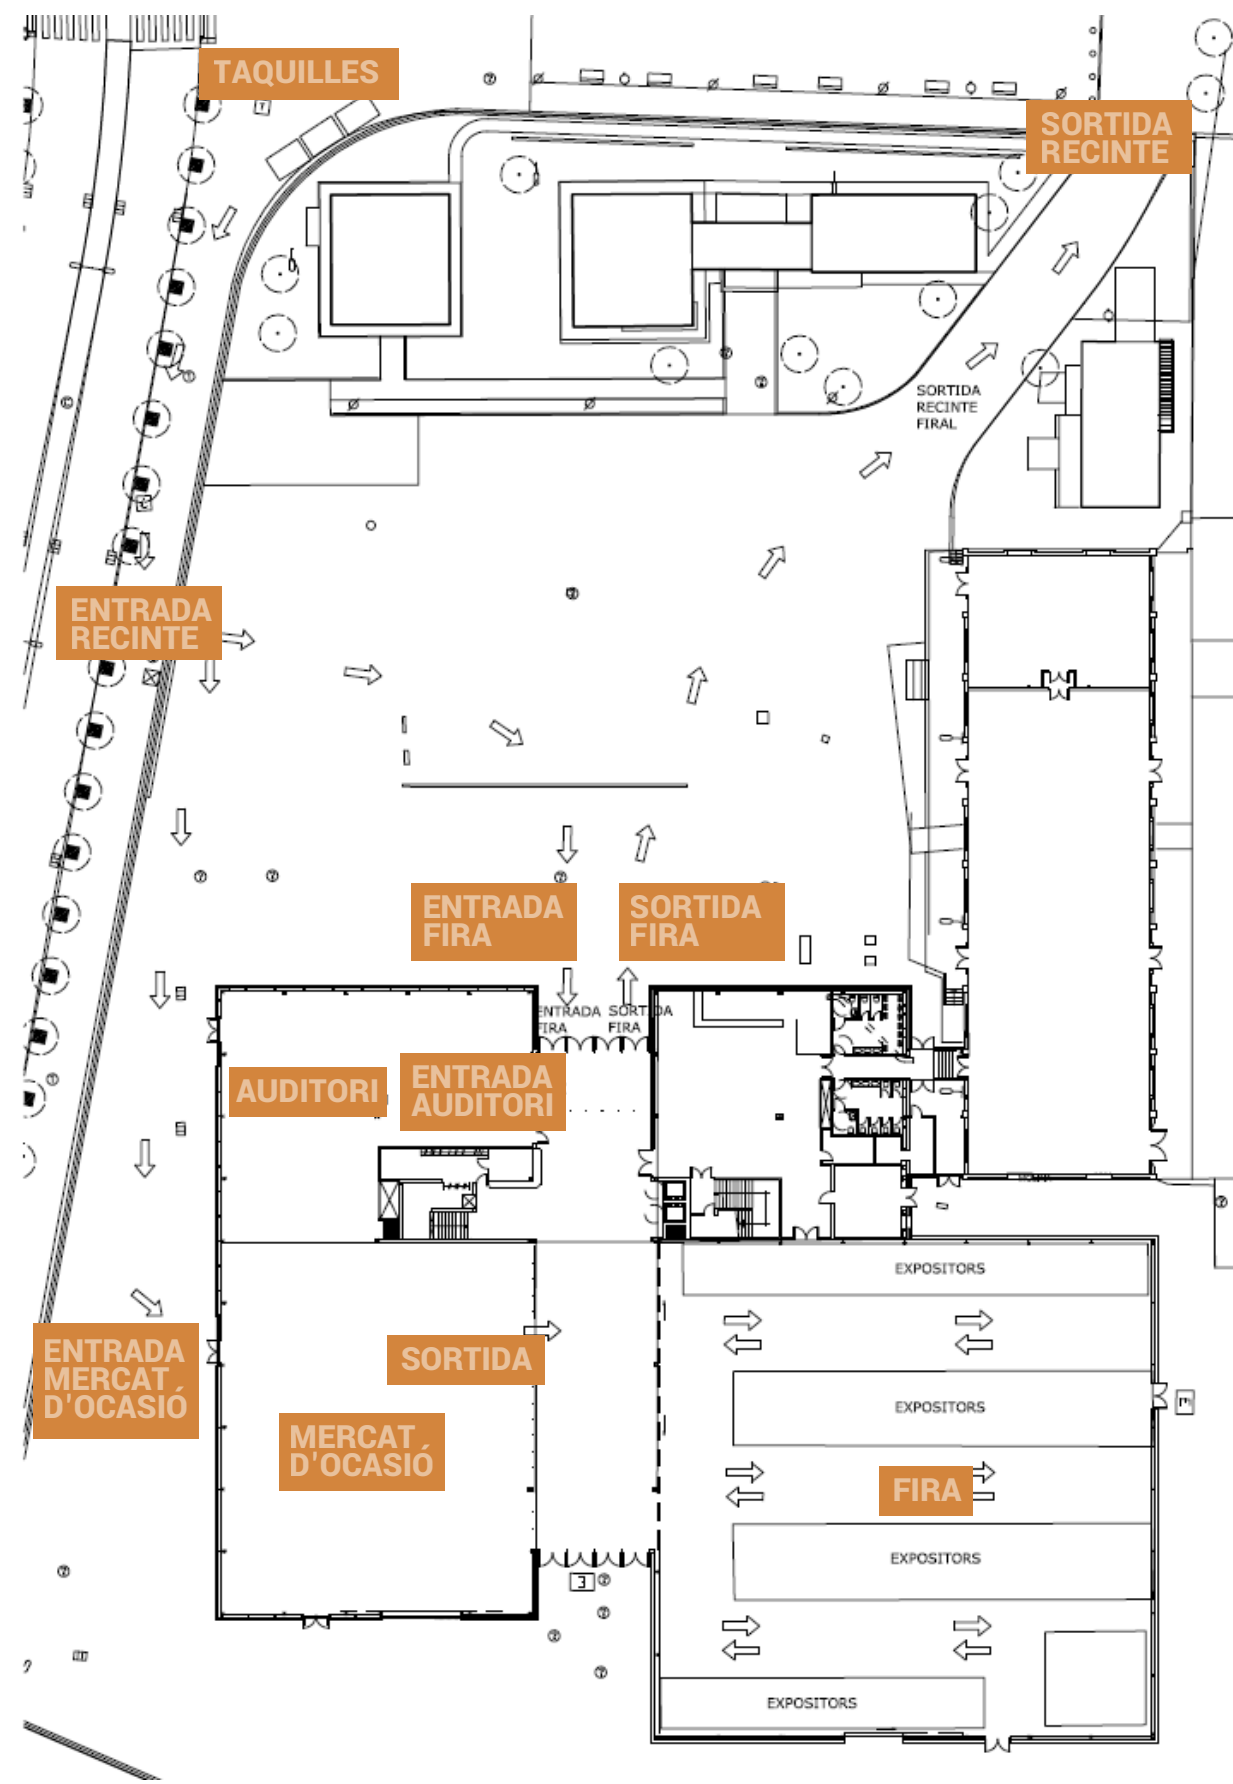 TAQUILLES
SORTIDA
RECINTE
SORTIDA
RECINTE
FIRAL
ENTRADA
RECINTE
ENTRADA
FIRA
SORTIDA
FIRA
ENTRADA
FIRA
SORTIDA
FIRA
AUDITORI
ENTRADA
AUDITORI
EXPOSITORS
ENTRADA
MERCAT
D'OCASIÓ
SORTIDA
EXPOSITORS
MERCAT
D'OCASIÓ
FIRA
EXPOSITORS
EXPOSITORS